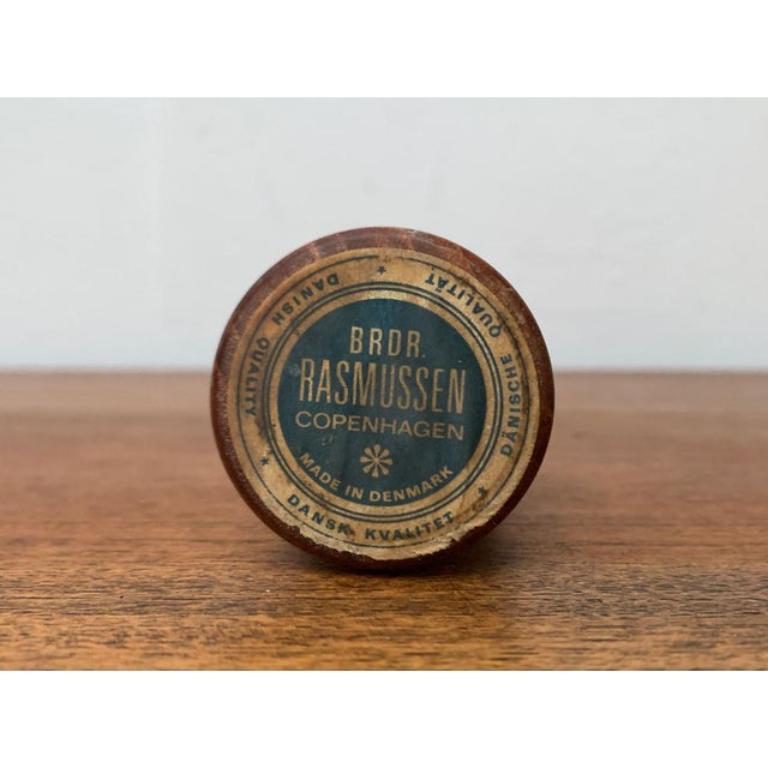 BRDR.
RASMUSSEN
COPENHAGEN
MADE IN DENMARK
DANISH QUALITY
DÄNISCHE QUALITÄT
DANSK KVALITET